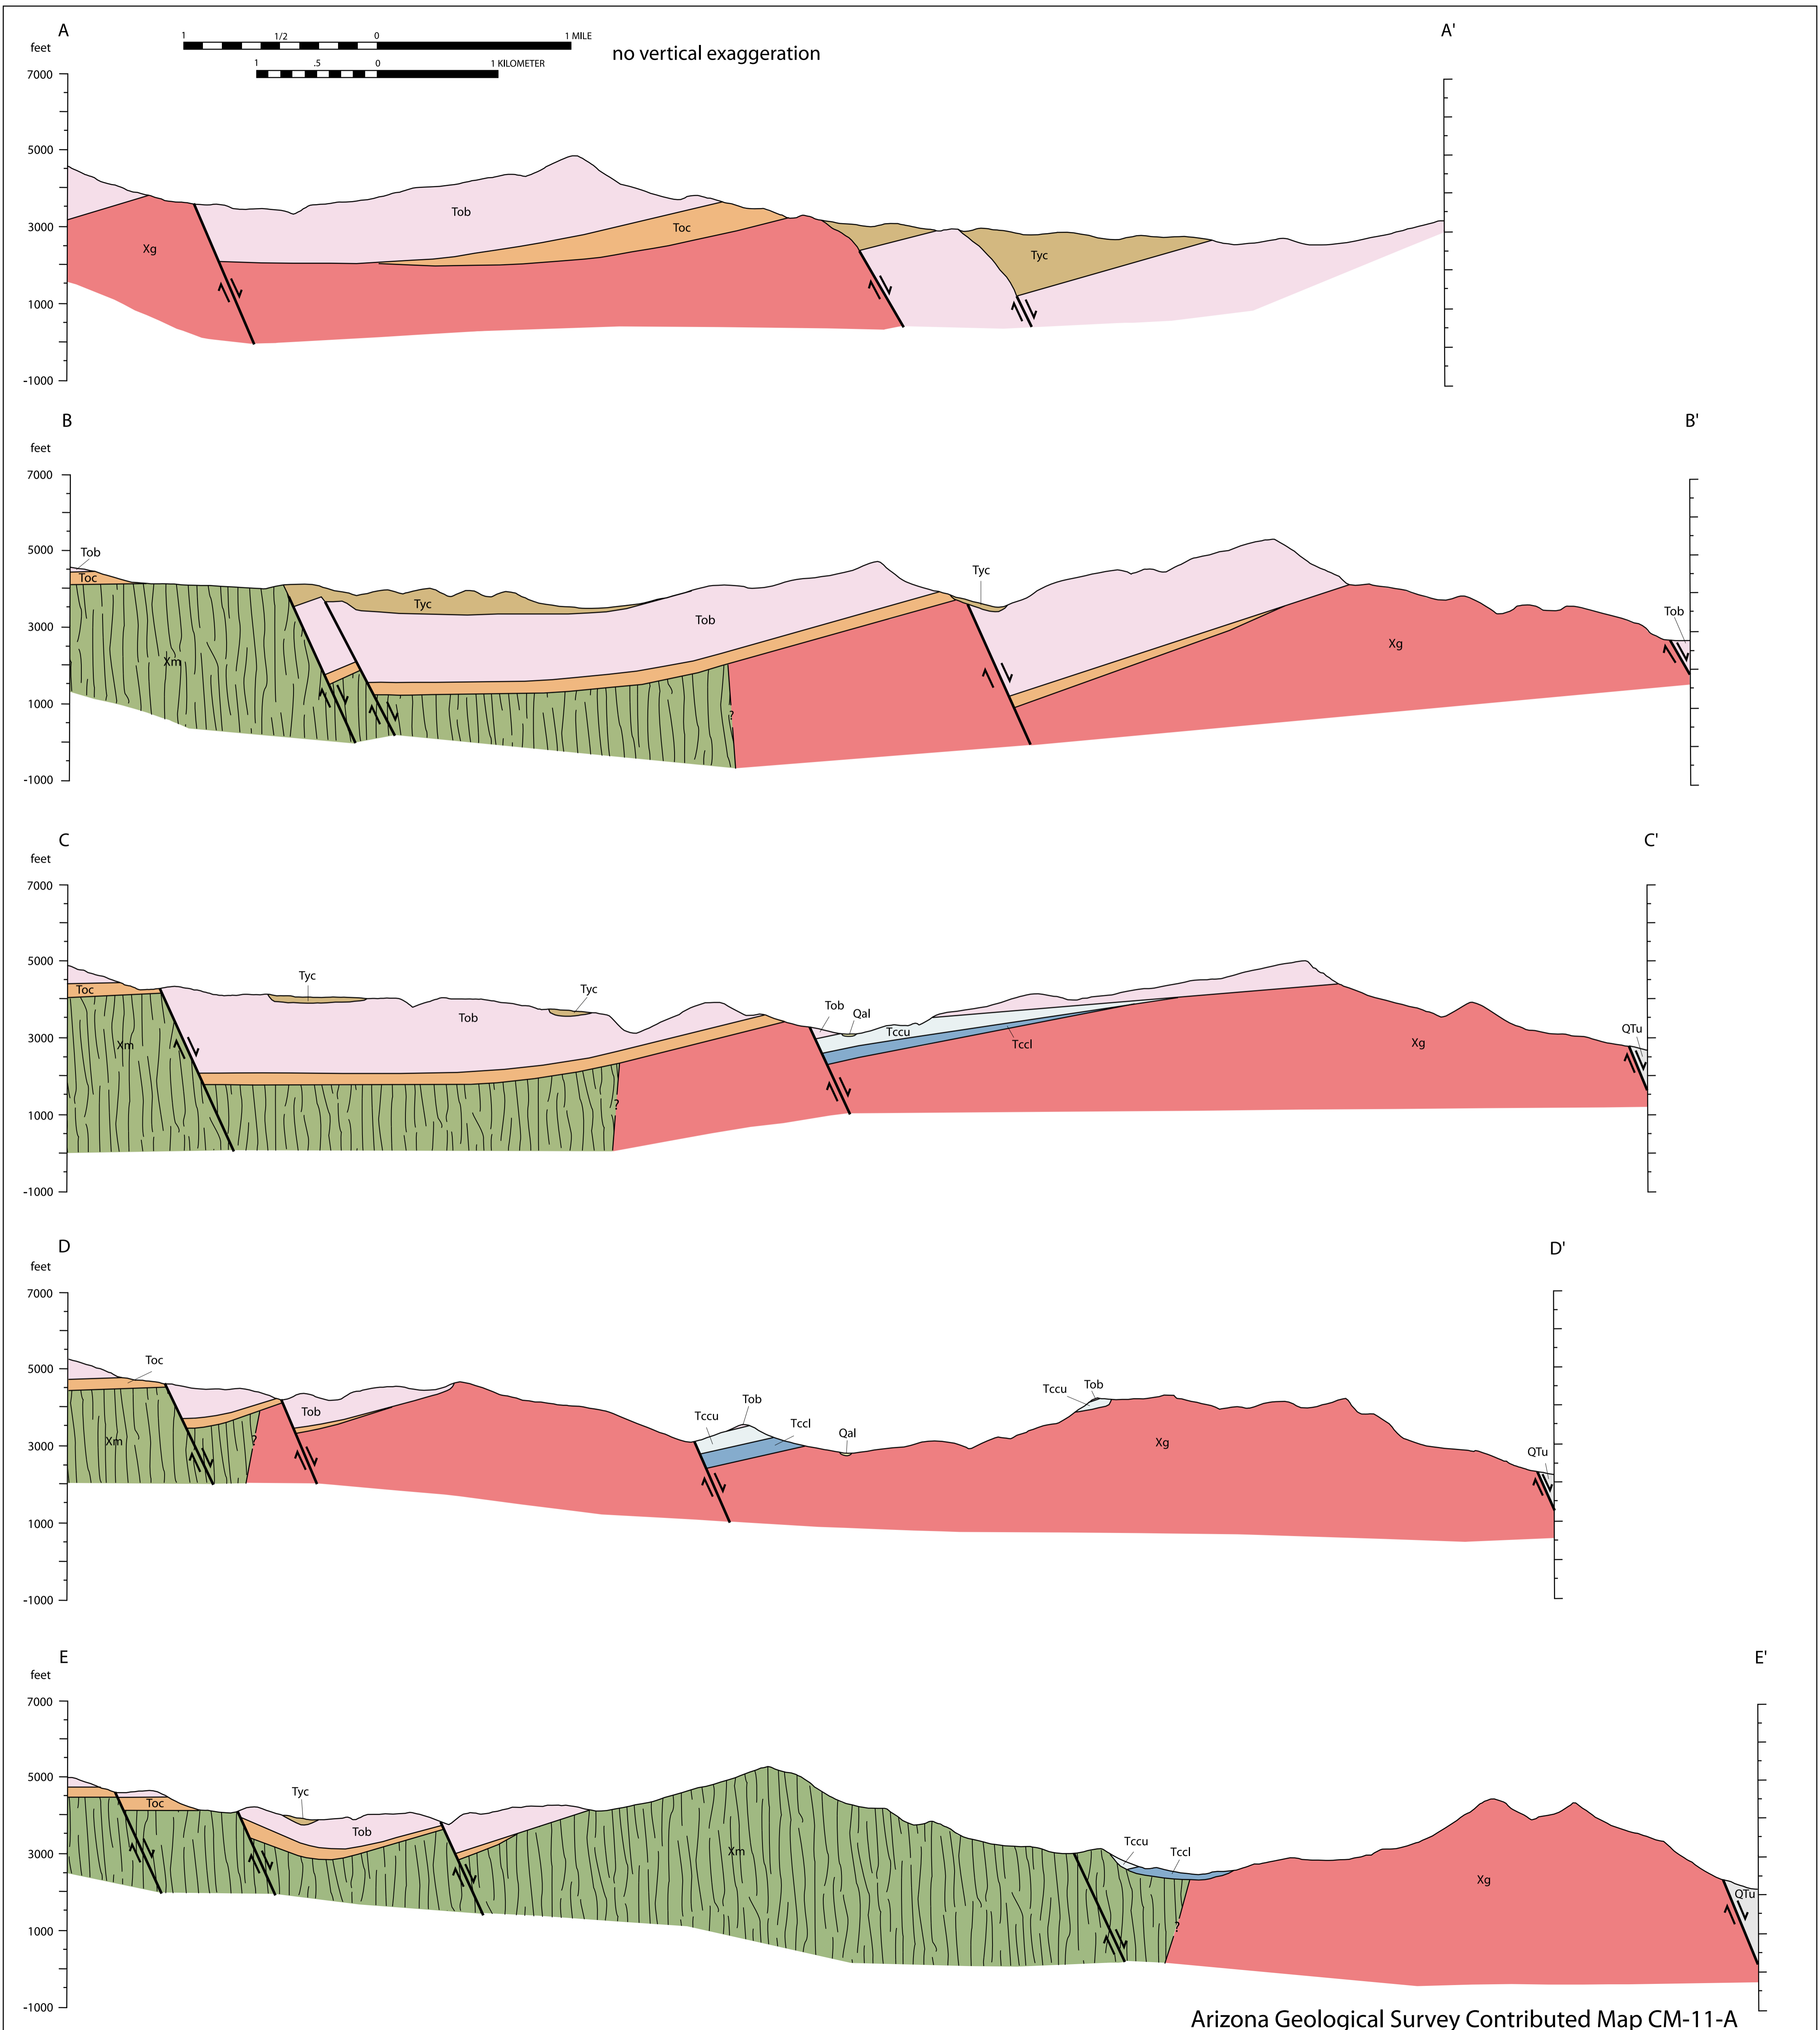 A A'
feet
1 1/2 0 1 MILE
1 .5 0 1 KILOMETER
no vertical exaggeration
7000
5000
3000
1000
-1000
Tob
Toc
Xg
Tyc
B B'
feet
7000
5000
3000
1000
-1000
Tob
Toc
Tyc
Tyc
Tob
Tob
Xm
Xg
?
C C'
feet
7000
5000
3000
1000
-1000
Toc
Tyc
Tyc
Tob
Tob
Qal
Tccu
Tccl
QTu
Xm
Xg
?
D D'
feet
7000
5000
3000
1000
-1000
Toc
Tob
Tccu
Tob
Tccl
Qal
Tccu
Tob
QTu
Xm
Xg
?
E E'
feet
7000
5000
3000
1000
-1000
Toc
Tyc
Tob
Xm
Tccu
Tccl
Xg
QTu
?
Arizona Geological Survey Contributed Map CM-11-A